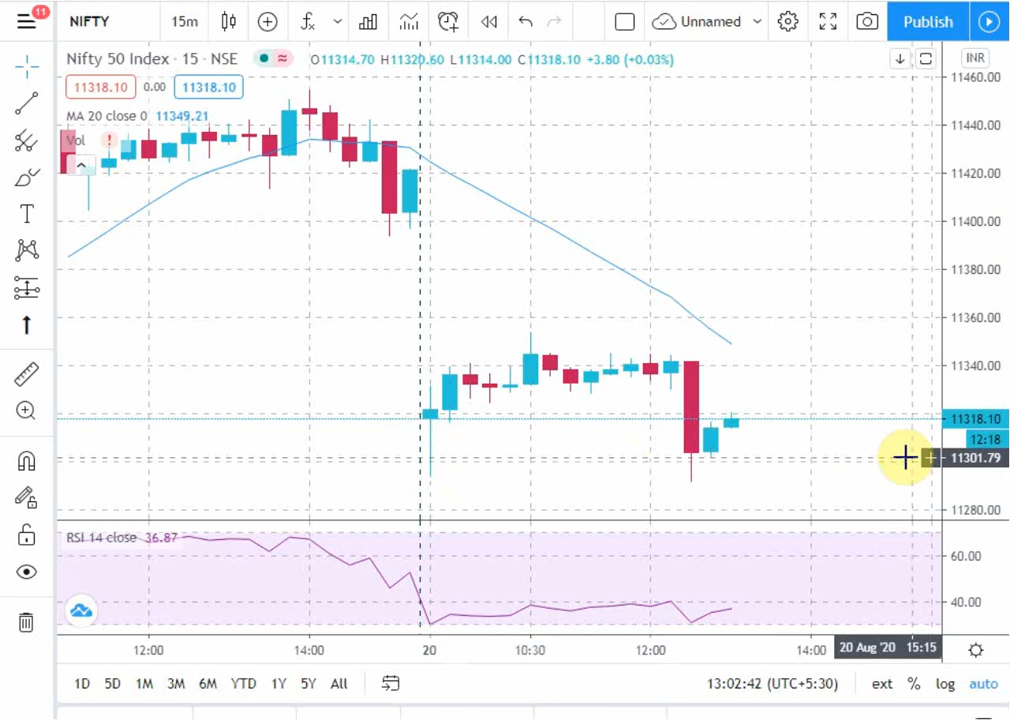 11
NIFTY 15m Unnamed Publish
Nifty 50 Index · 15 · NSE O11314.70 H11320.60 L11314.00 C11318.10 +3.80 (+0.03%) INR
11318.10 0.00 11318.10
MA 20 close 0 11349.21
Vol !
11460.00
11440.00
11420.00
11400.00
11380.00
11360.00
11340.00
11318.10
12:18
11301.79
11280.00
RSI 14 close 36.87
60.00
40.00
12:00 14:00 20 10:30 12:00 14:00 20 Aug '20 15:15
1D 5D 1M 3M 6M YTD 1Y 5Y All 13:02:42 (UTC+5:30) ext % log auto